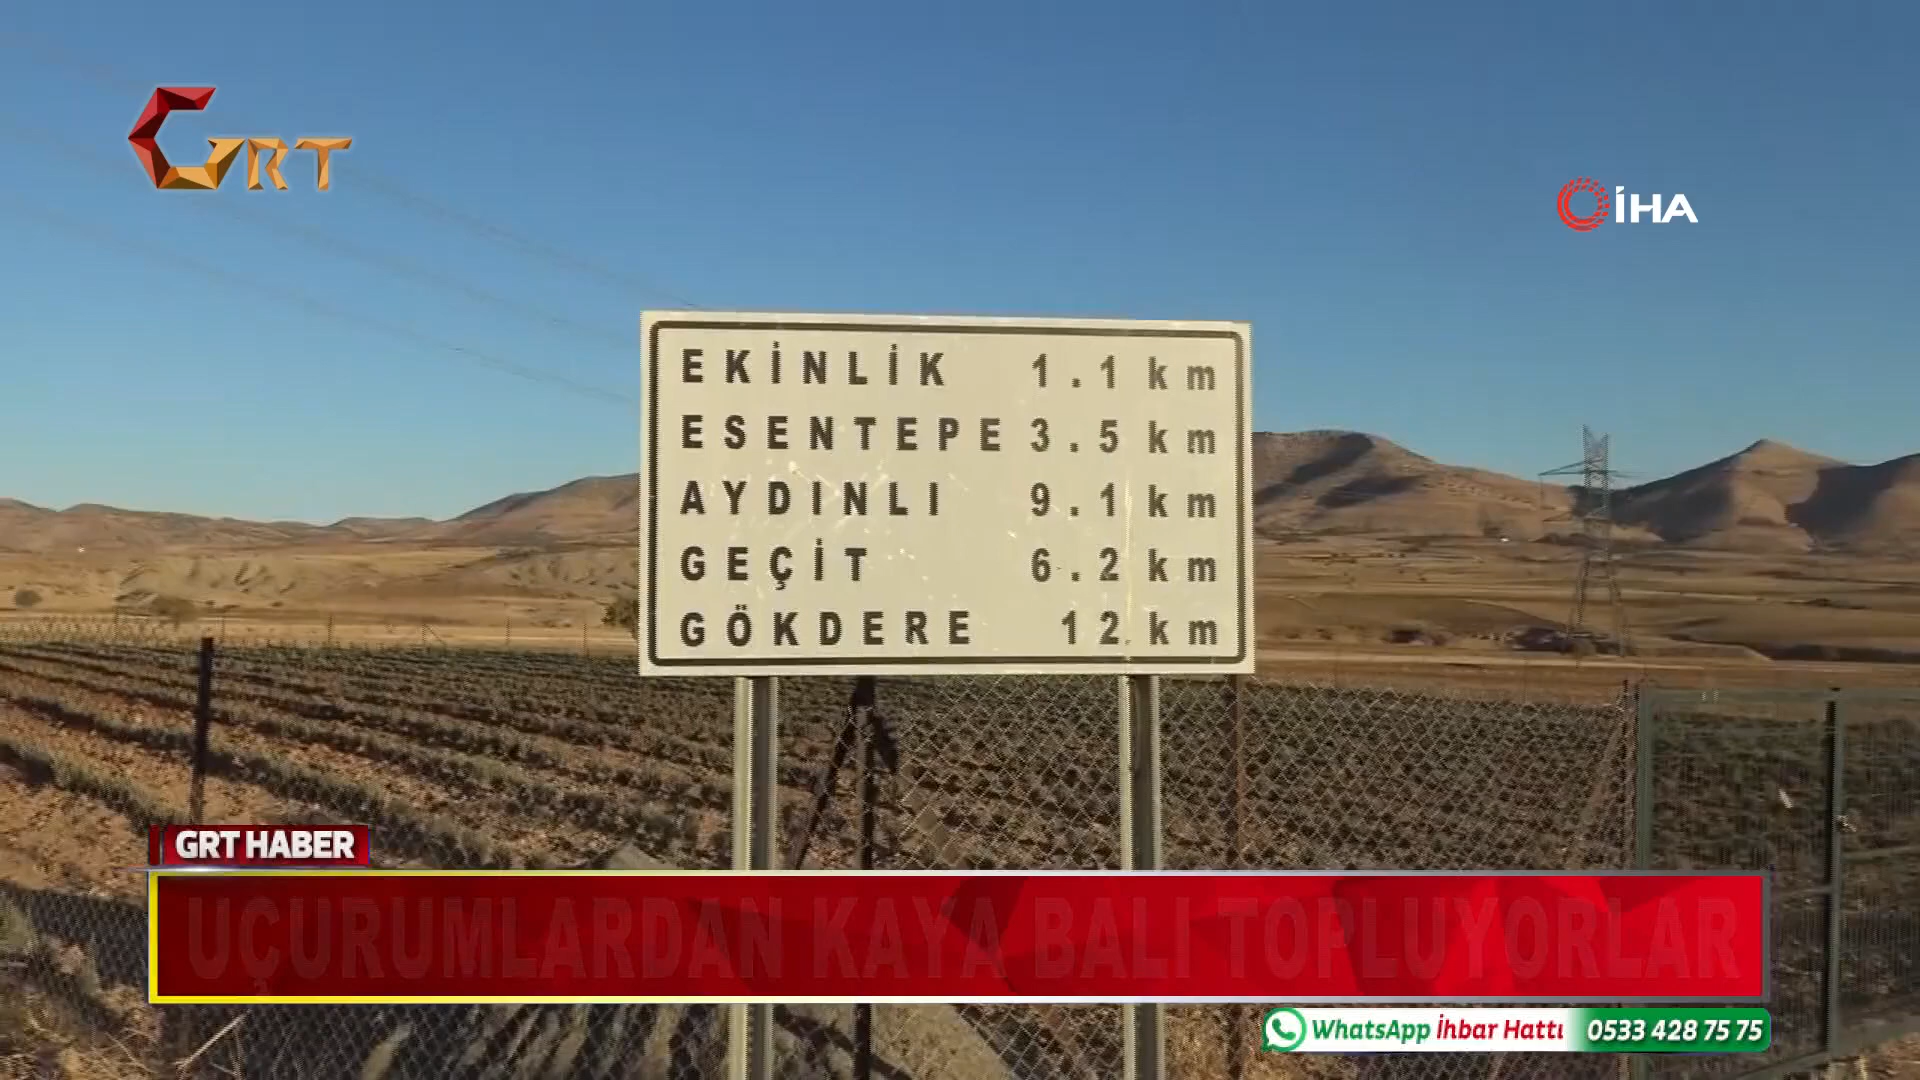 GRT
İHA
EKİNLİK 1.1 km
ESENTEPE 3.5 km
AYDINLI 9.1 km
GEÇİT 6.2 km
GÖKDERE 12 km
GRT HABER
UÇURUMLARDAN KAYA BALI TOPLUYORLAR
WhatsApp İhbar Hattı 0533 428 75 75